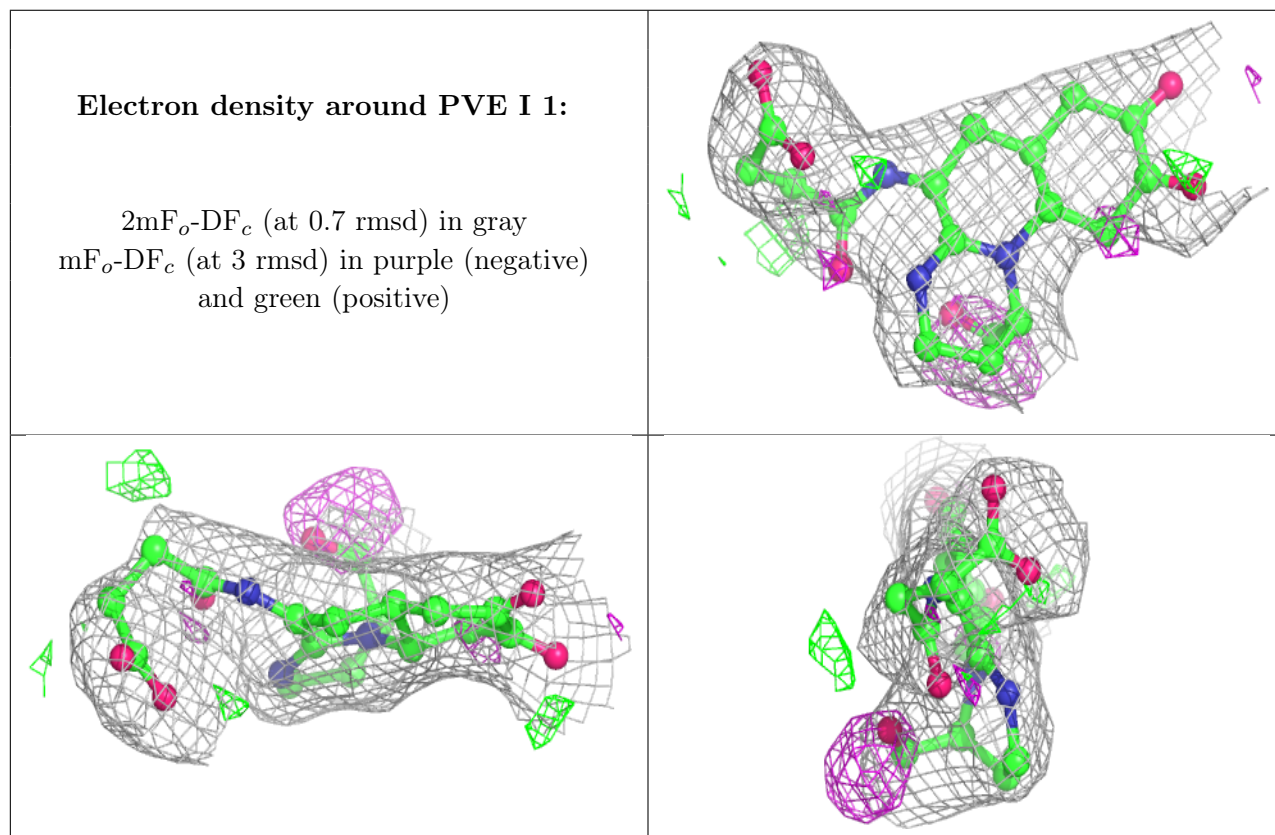 Electron density around PVE I 1:
2mFₒ-DF𝒸 (at 0.7 rmsd) in gray
mFₒ-DF𝒸 (at 3 rmsd) in purple (negative)
and green (positive)